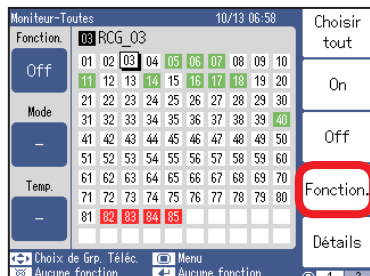 Moniteur-Toutes 10/13 06:58
Fonction. 03 RCG_03
Off
Mode
–
Temp.
–
01 02 03 04 05 06 07 08 09 10
11 12 13 14 15 16 17 18 19 20
21 22 23 24 25 26 27 28 29 30
31 32 33 34 35 36 37 38 39 40
41 42 43 44 45 46 47 48 49 50
51 52 53 54 55 56 57 58 59 60
61 62 63 64 65 66 67 68 69 70
71 72 73 74 75 76 77 78 79 80
81 82 83 84 85
Choisir
tout
On
Off
Fonction.
Détails
Choix de Grp. Téléc. Menu
Aucune fonction Aucune fonction
1 2